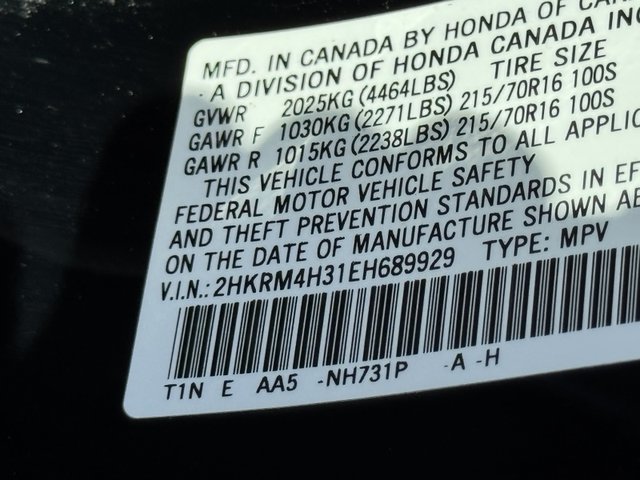 MFD. IN CANADA BY HONDA OF
A DIVISION OF HONDA CANADA INC
TIRE SIZE
GVWR 2025KG (4464LBS)
GAWR F 1030KG (2271LBS) 215/70R16 100S
GAWR R 1015KG (2238LBS) 215/70R16 100S
THIS VEHICLE CONFORMS TO ALL
FEDERAL MOTOR VEHICLE SAFETY
AND THEFT PREVENTION STANDARDS IN
ON THE DATE OF MANUFACTURE SHOWN
V.I.N.: 2HKRM4H31EH689929 TYPE: MPV
T1N E AA5 -NH731P -A -H